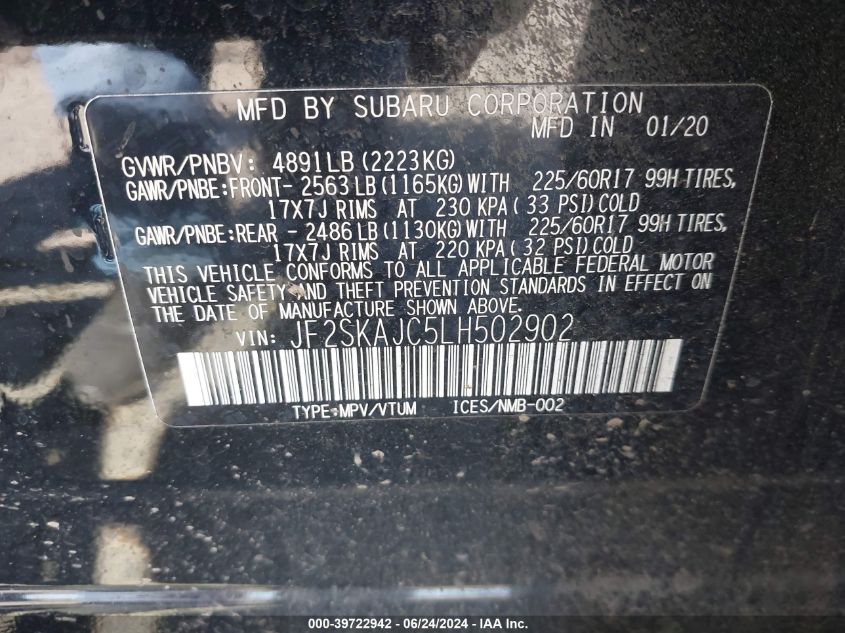 MFD BY SUBARU CORPORATION
MFD IN 01/20
GVWR/PNBV: 4891LB (2223KG)
GAWR/PNBE:FRONT- 2563 LB (1165KG) WITH 225/60R17 99H TIRES,
17X7J RIMS AT 230 KPA ( 33 PSI) COLD
GAWR/PNBE:REAR - 2486 LB (1130KG) WITH 225/60R17 99H TIRES,
17X7J RIMS AT 220 KPA ( 32 PSI) COLD
THIS VEHICLE CONFORMS TO ALL APPLICABLE FEDERAL MOTOR
VEHICLE SAFETY AND THEFT PREVENTION STANDARDS IN EFFECT ON
THE DATE OF MANUFACTURE SHOWN ABOVE.
VIN: JF2SKAJC5LH502902
TYPE:MPV/VTUM ICES/NMB-002
000-39722942 - 06/24/2024 - IAA Inc.